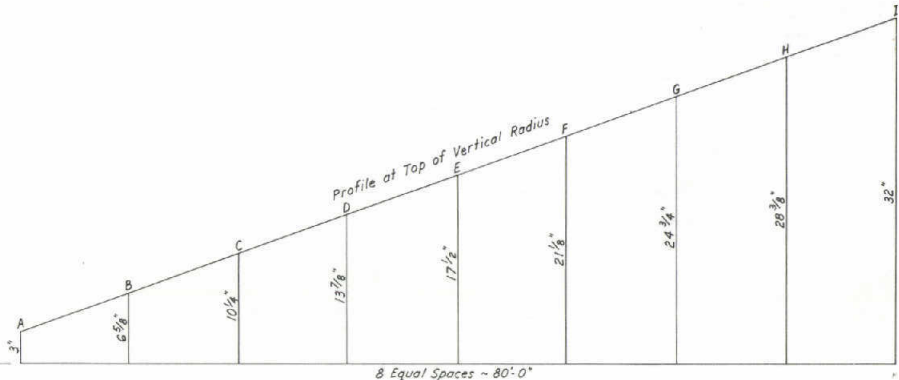 I
H
G
F
Profile at Top of Vertical Radius
E
D
C
B
A
3"
6 5/8"
10 1/4"
13 7/8"
17 1/2"
21 1/8"
24 3/4"
28 3/8"
32"
8 Equal Spaces ~ 80'-0"